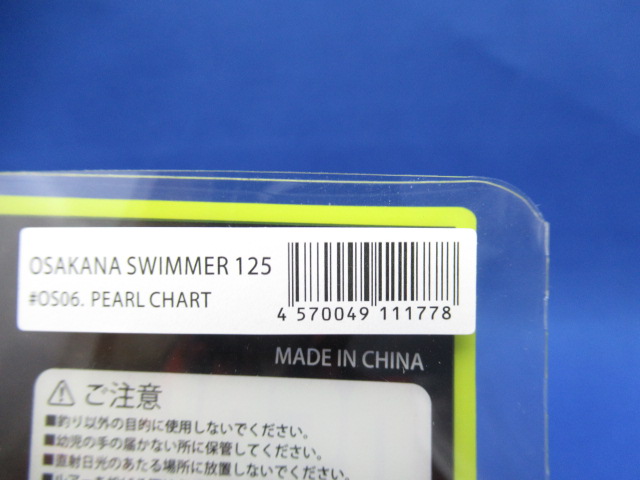 OSAKANA SWIMMER 125
#OS06. PEARL CHART
4 570049 111778
MADE IN CHINA
ご注意
■釣り以外の目的に使用しないでください。
■幼児の手の届かない所に保管してください。
■直射日光のあたる場所に放置しないでください。